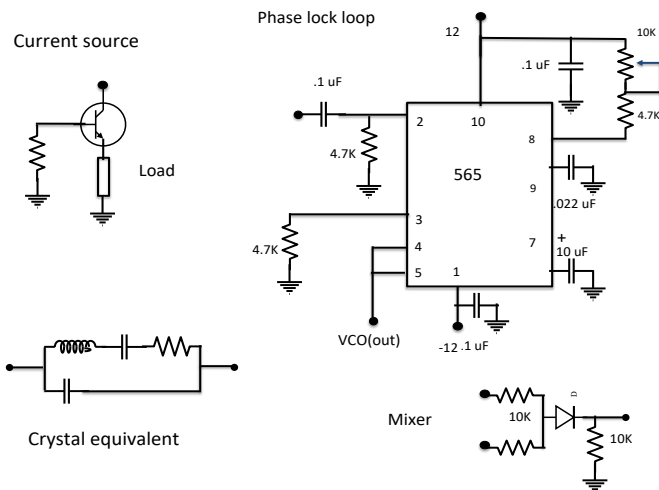 Phase lock loop
Current source
12
10K
.1 uF
.1 uF
2
10
4.7K
8
4.7K
565
Load
9
.022 uF
3
4.7K
4
7
+
10 uF
5
1
VCO(out)
-12
.1 uF
Mixer
10K
D
10K
Crystal equivalent